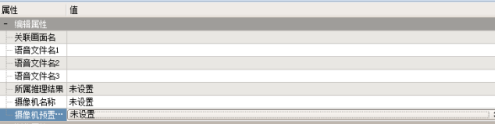 属性 值
- 编辑属性
关联画面名
语音文件名1
语音文件名2
语音文件名3
所属推理结果 未设置
摄像机名称 未设置
摄像机预置… 未设置